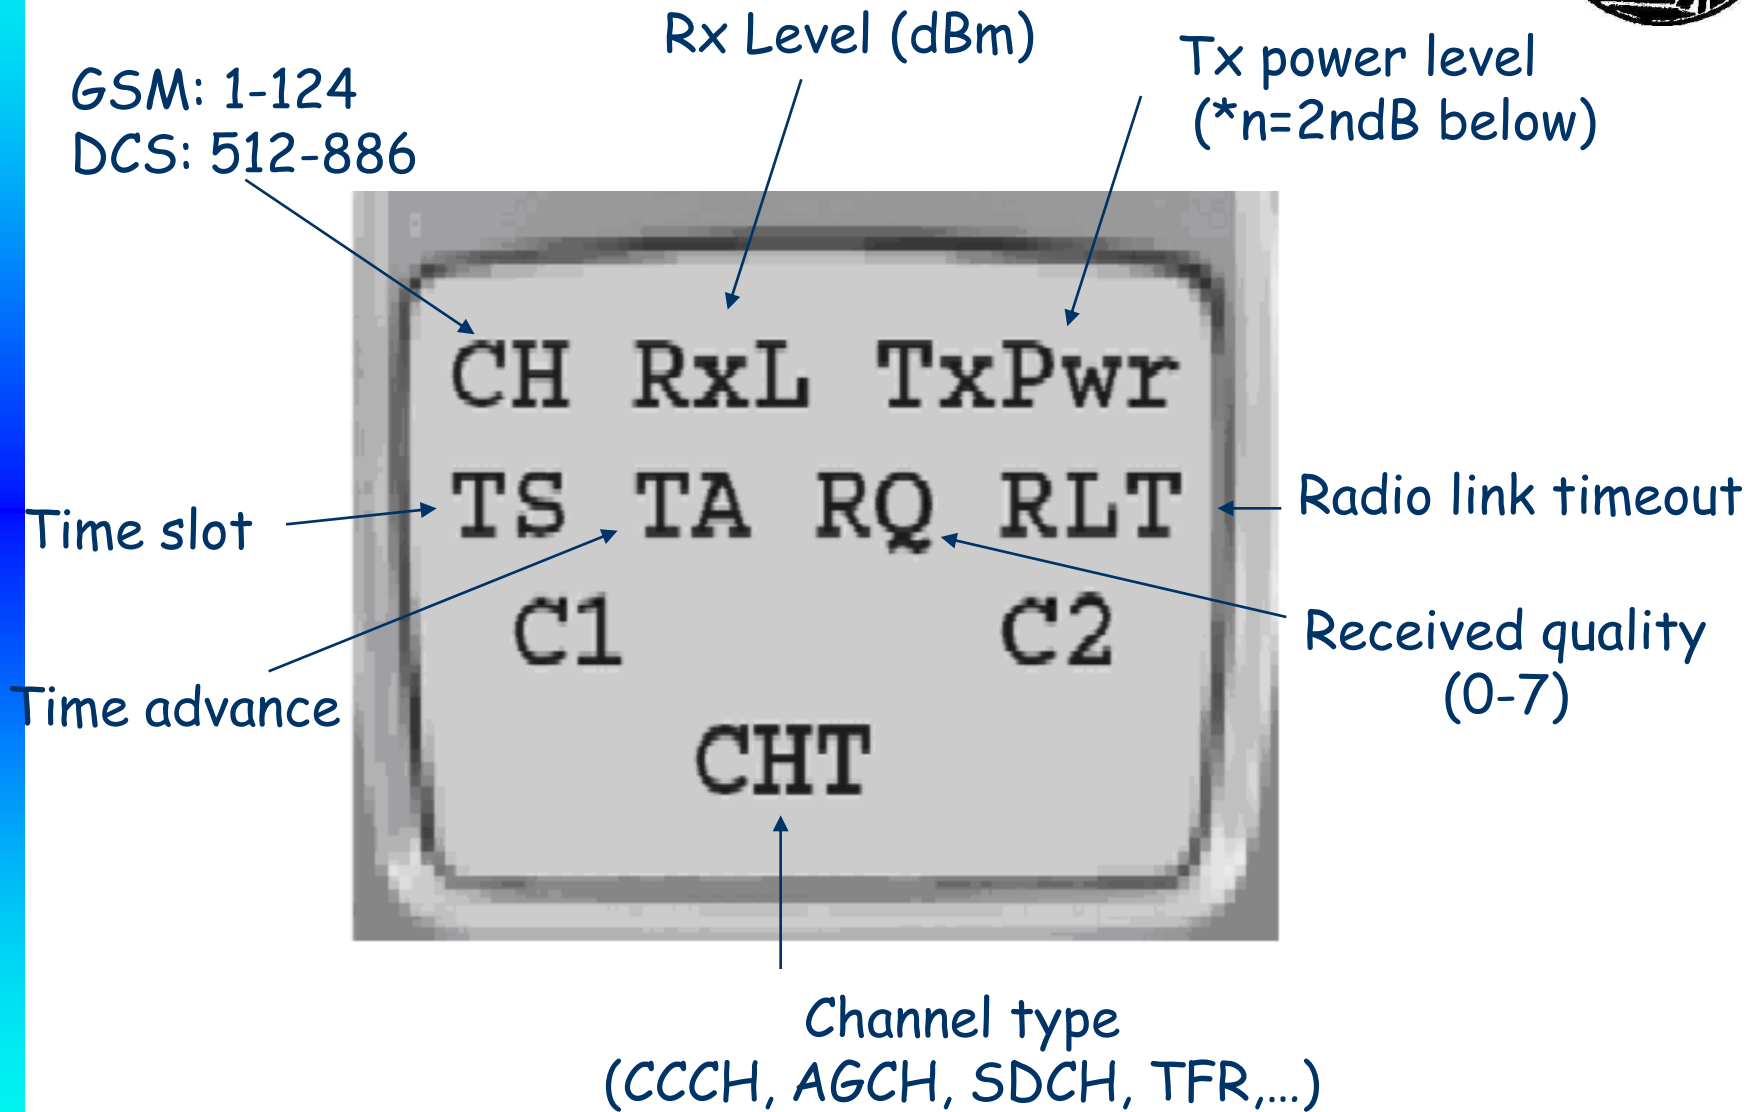 Rx Level (dBm)
Tx power level
(*n=2ndB below)
GSM: 1-124
DCS: 512-886
CH RxL TxPwr
TS TA RQ RLT
C1 C2
CHT
Time slot
Time advance
Radio link timeout
Received quality
(0-7)
Channel type
(CCCH, AGCH, SDCH, TFR,...)